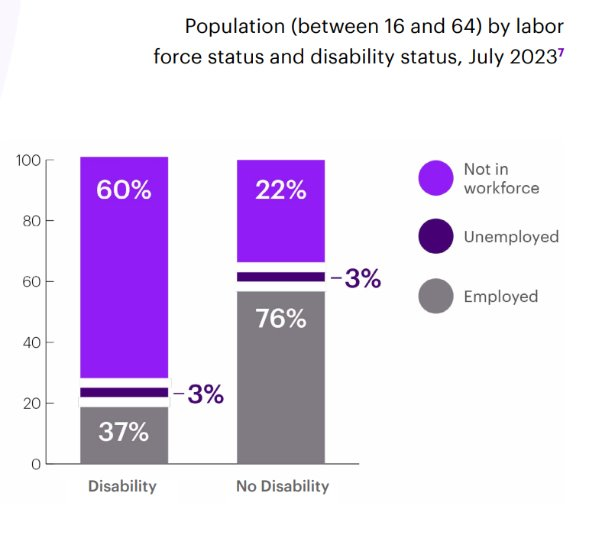 Population (between 16 and 64) by labor
force status and disability status, July 2023⁷
100
80
60
40
20
0
60%
3%
37%
22%
3%
76%
Disability
No Disability
Not in
workforce
Unemployed
Employed